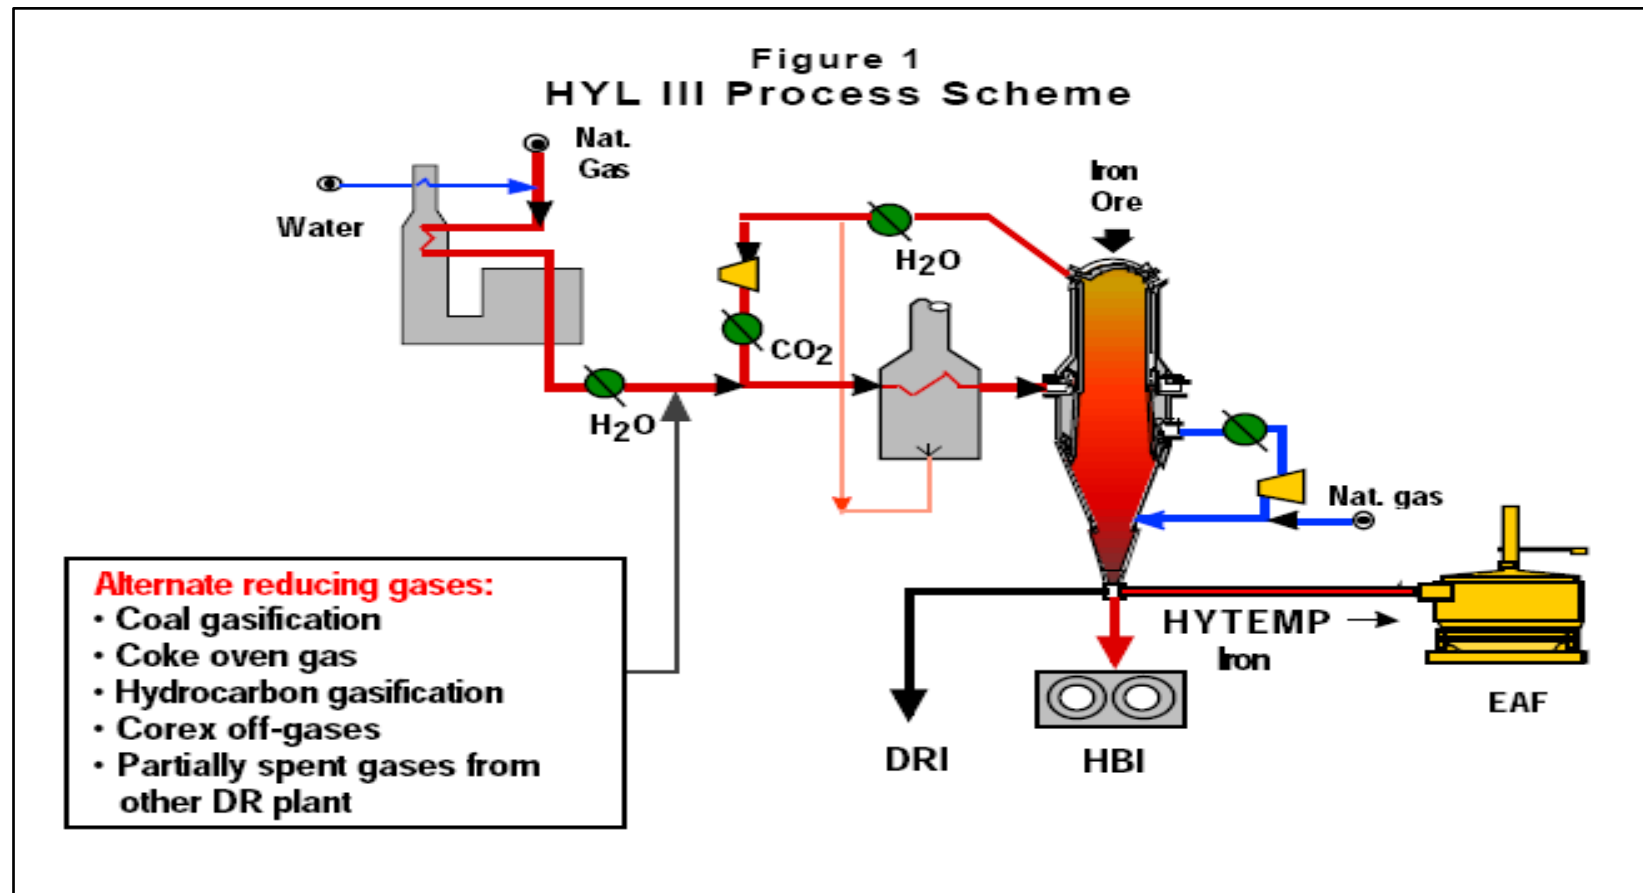 Figure 1
HYL III Process Scheme
Nat.
Gas
Water
Iron
Ore
H2O
CO2
H2O
Nat. gas
Alternate reducing gases:
• Coal gasification
• Coke oven gas
• Hydrocarbon gasification
• Corex off-gases
• Partially spent gases from
other DR plant
HYTEMP
Iron
EAF
DRI
HBI